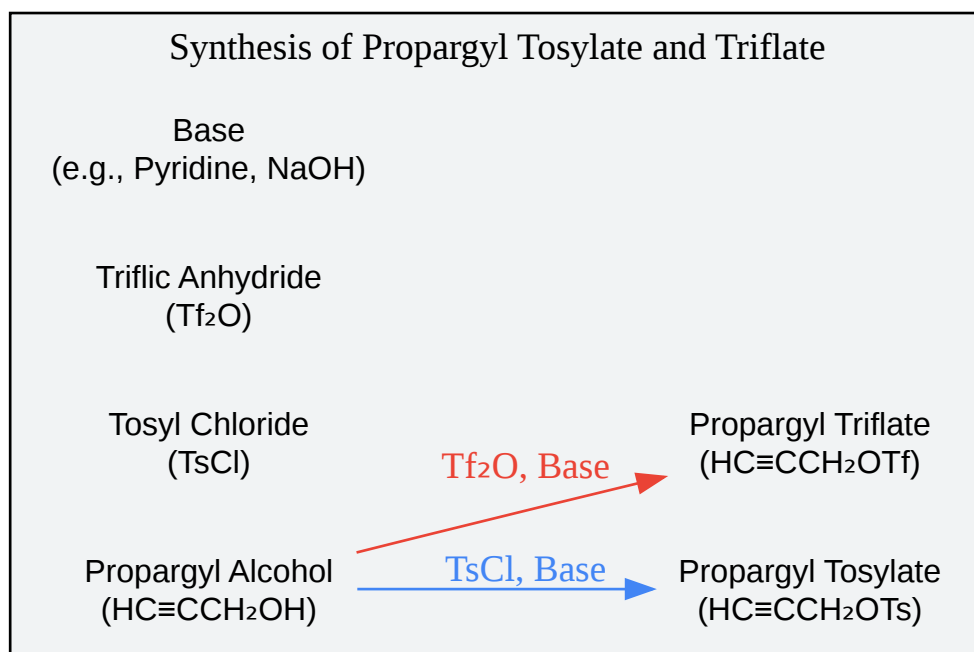 Synthesis of Propargyl Tosylate and Triflate
Base
(e.g., Pyridine, NaOH)
Triflic Anhydride
(Tf₂O)
Tosyl Chloride
(TsCl)
Propargyl Alcohol
(HC≡CCH₂OH)
Tf₂O, Base
TsCl, Base
Propargyl Triflate
(HC≡CCH₂OTf)
Propargyl Tosylate
(HC≡CCH₂OTs)